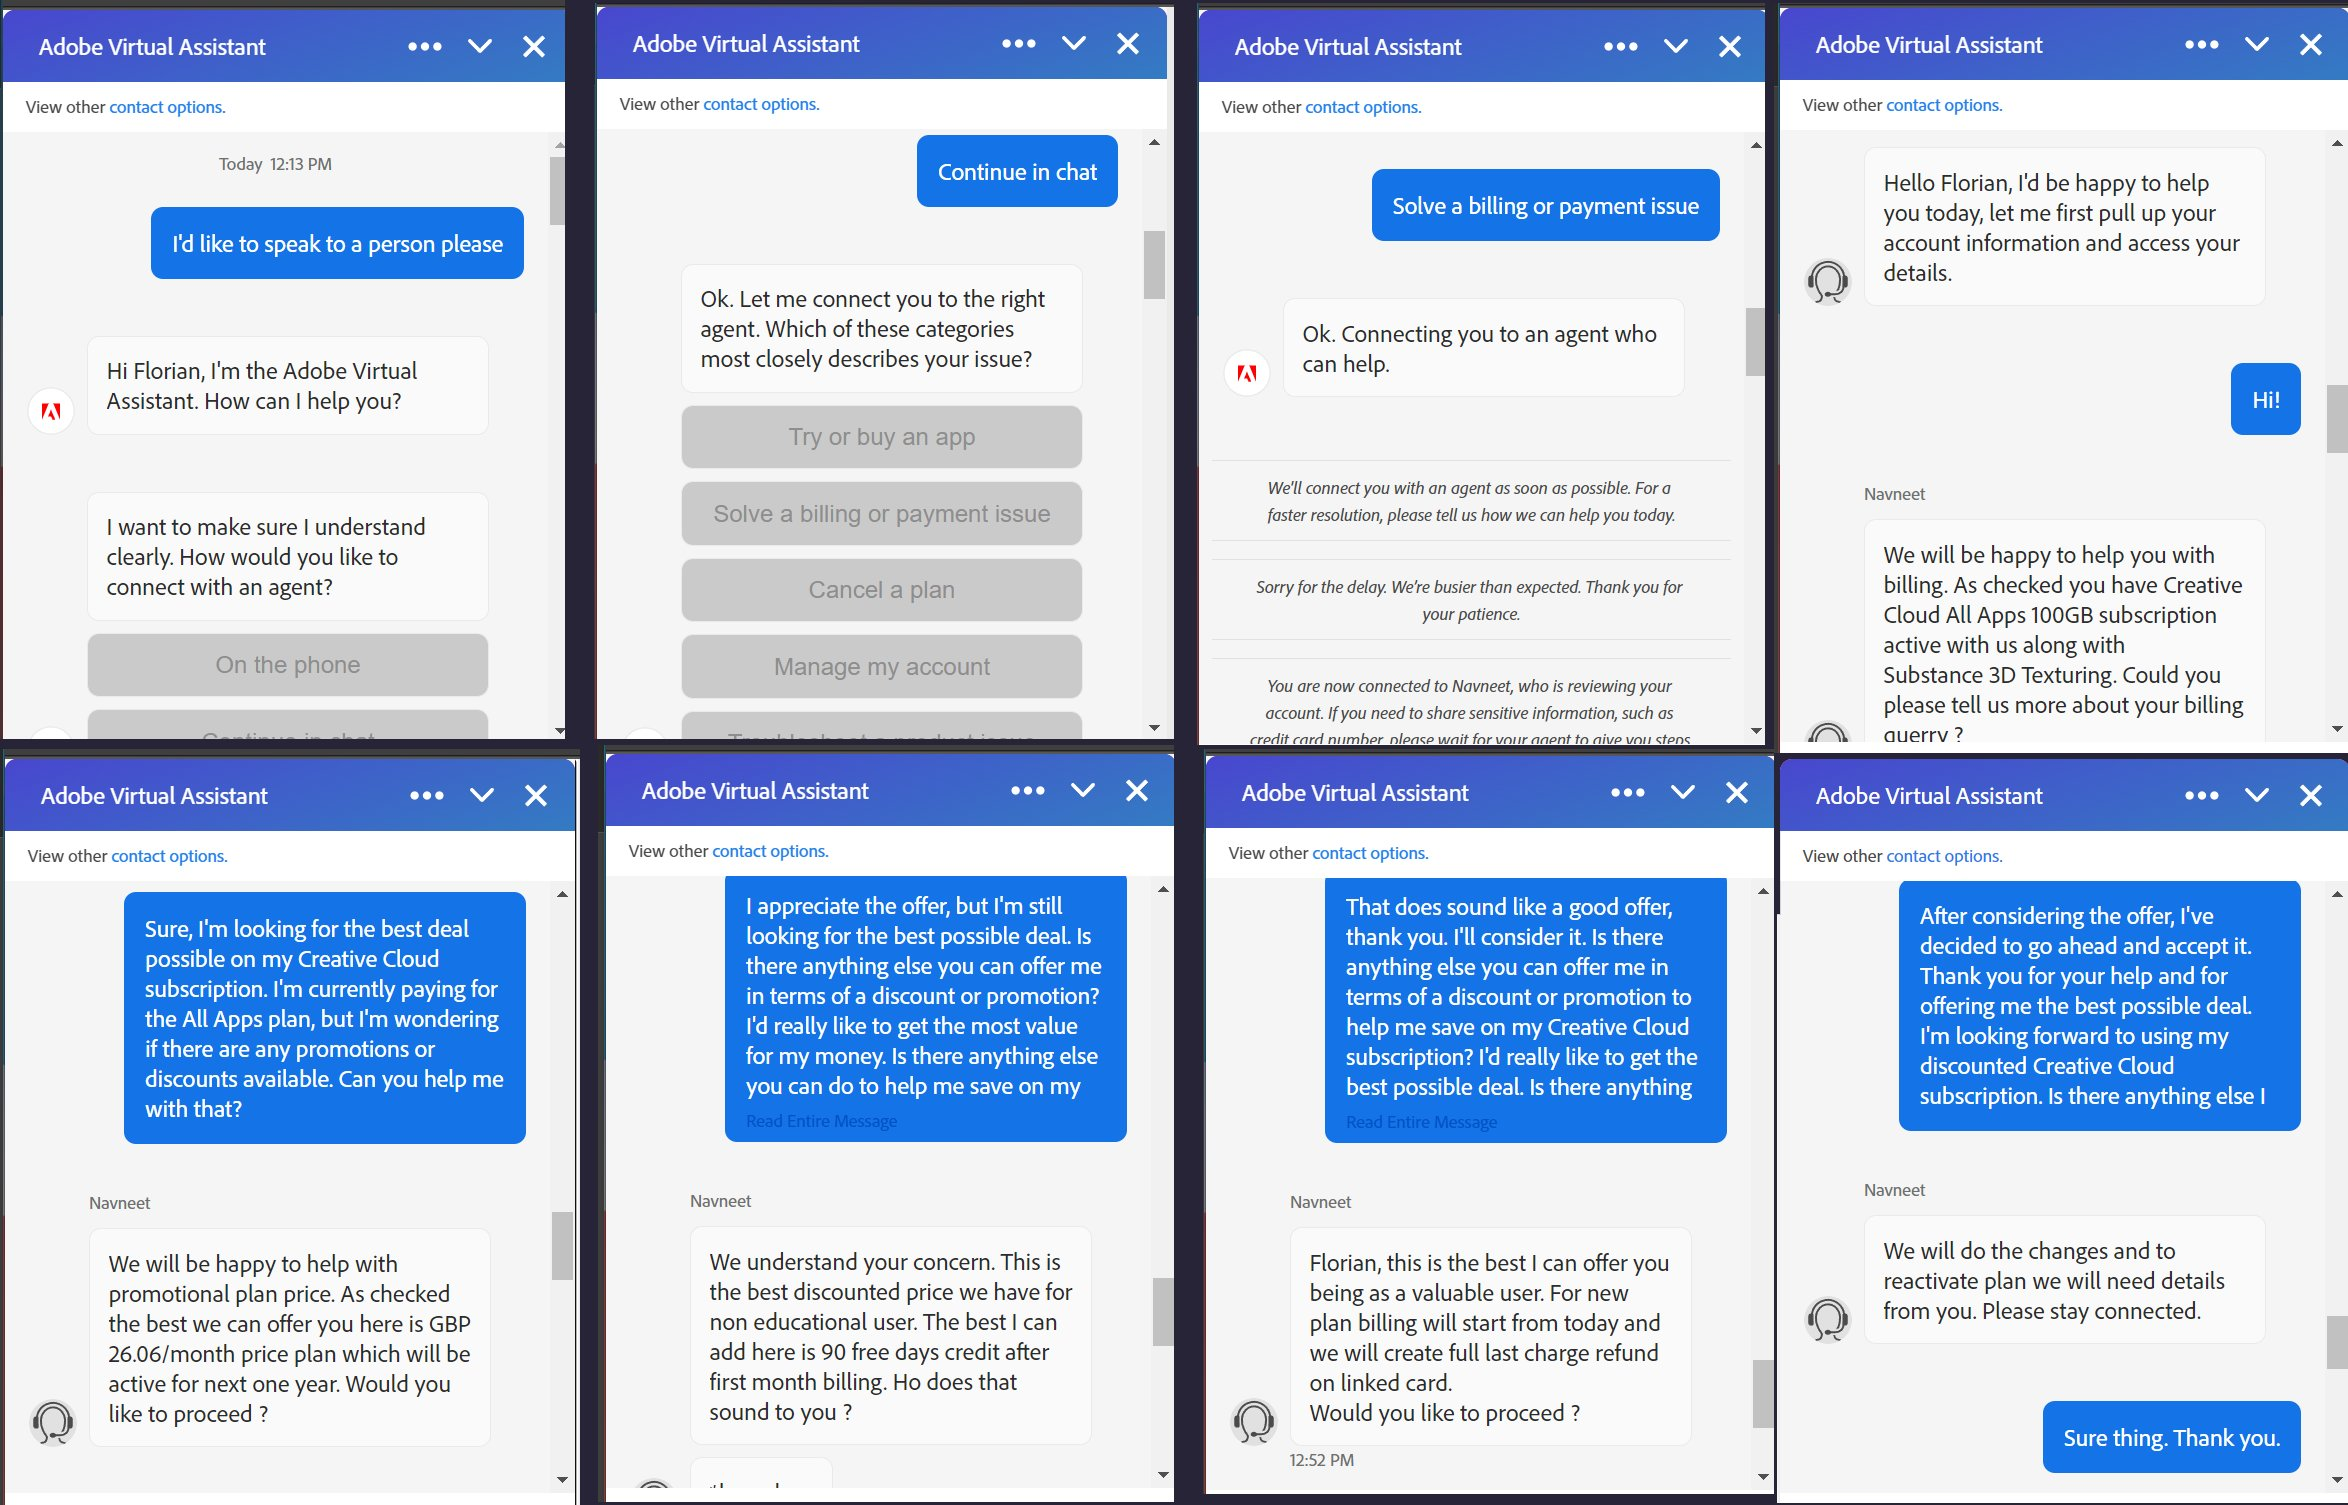 Adobe Virtual Assistant
View other contact options.
Today 12:13 PM
I'd like to speak to a person please
Hi Florian, I'm the Adobe Virtual
Assistant. How can I help you?
I want to make sure I understand
clearly. How would you like to
connect with an agent?
On the phone
Continue in chat
Adobe Virtual Assistant
View other contact options.
Continue in chat
Ok. Let me connect you to the right
agent. Which of these categories
most closely describes your issue?
Try or buy an app
Solve a billing or payment issue
Cancel a plan
Manage my account
Troubleshoot a product issue
Adobe Virtual Assistant
View other contact options.
Solve a billing or payment issue
Ok. Connecting you to an agent who
can help.
We'll connect you with an agent as soon as possible. For a
faster resolution, please tell us how we can help you today.
Sorry for the delay. We're busier than expected. Thank you for
your patience.
You are now connected to Navneet, who is reviewing your
account. If you need to share sensitive information, such as
credit card number, please wait for your agent to give you steps
Adobe Virtual Assistant
View other contact options.
Hello Florian, I'd be happy to help
you today, let me first pull up your
account information and access your
details.
Hi!
Navneet
We will be happy to help you with
billing. As checked you have Creative
Cloud All Apps 100GB subscription
active with us along with
Substance 3D Texturing. Could you
please tell us more about your billing
querry ?
Adobe Virtual Assistant
View other contact options.
Sure, I'm looking for the best deal
possible on my Creative Cloud
subscription. I'm currently paying for
the All Apps plan, but I'm wondering
if there are any promotions or
discounts available. Can you help me
with that?
Navneet
We will be happy to help with
promotional plan price. As checked
the best we can offer you here is GBP
26.06/month price plan which will be
active for next one year. Would you
like to proceed ?
Adobe Virtual Assistant
View other contact options.
I appreciate the offer, but I'm still
looking for the best possible deal. Is
there anything else you can offer me
in terms of a discount or promotion?
I'd really like to get the most value
for my money. Is there anything else
you can do to help me save on my
Read Entire Message
Navneet
We understand your concern. This is
the best discounted price we have for
non educational user. The best I can
add here is 90 free days credit after
first month billing. Ho does that
sound to you ?
Adobe Virtual Assistant
View other contact options.
That does sound like a good offer,
thank you. I'll consider it. Is there
anything else you can offer me in
terms of a discount or promotion to
help me save on my Creative Cloud
subscription? I'd really like to get the
best possible deal. Is there anything
Read Entire Message
Navneet
Florian, this is the best I can offer you
being as a valuable user. For new
plan billing will start from today and
we will create full last charge refund
on linked card.
Would you like to proceed ?
12:52 PM
Adobe Virtual Assistant
View other contact options.
After considering the offer, I've
decided to go ahead and accept it.
Thank you for your help and for
offering me the best possible deal.
I'm looking forward to using my
discounted Creative Cloud
subscription. Is there anything else I
Navneet
We will do the changes and to
reactivate plan we will need details
from you. Please stay connected.
Sure thing. Thank you.